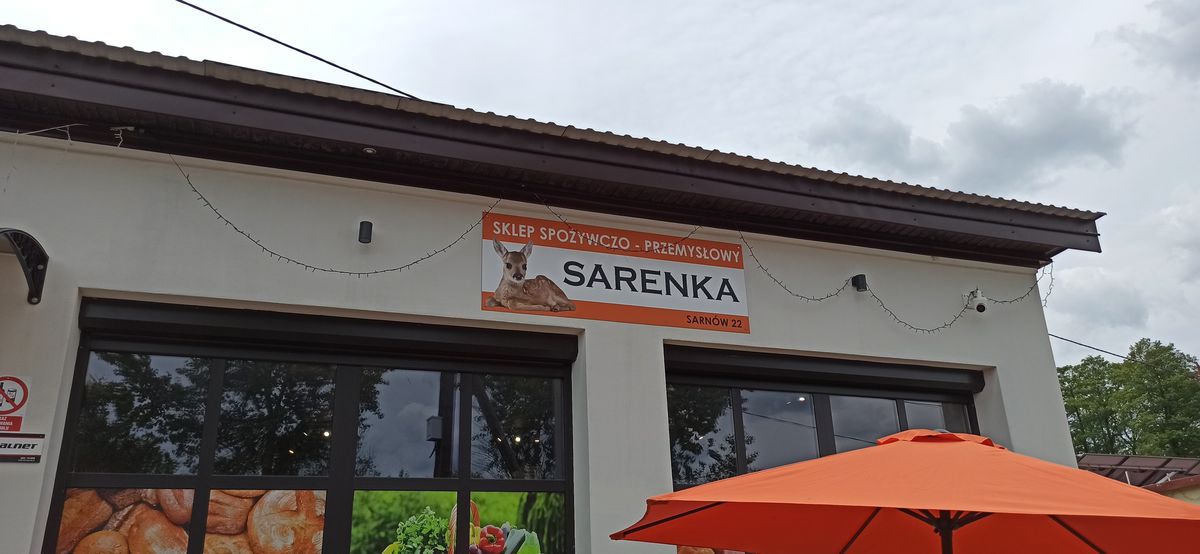 SKLEP SPOŻYWCZO - PRZEMYSŁOWY
SARENKA
SARNÓW 22